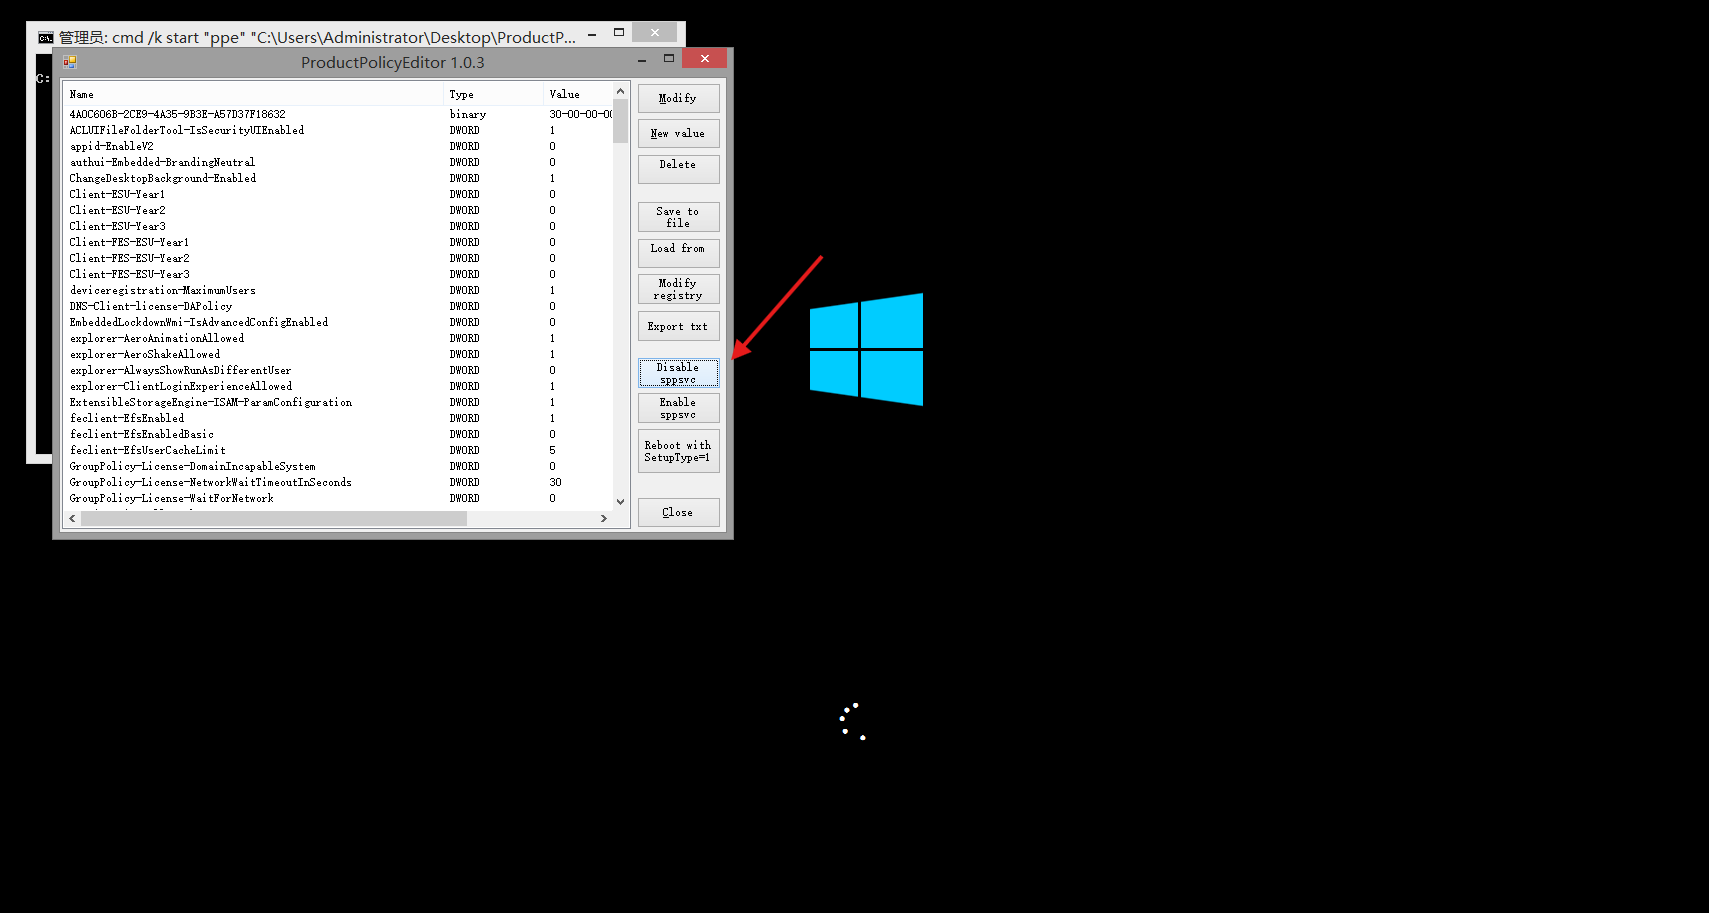 管理员: cmd /k start "ppe" "C:\Users\Administrator\Desktop\ProductP...
C:
ProductPolicyEditor 1.0.3
Name Type Value
4A0C606B-2CE9-4A35-9B3E-A57D37F18632 binary 30-00-00-00
ACLUIFileFolderTool-IsSecurityUIEnabled DWORD 1
appid-EnableV2 DWORD 0
authui-Embedded-BrandingNeutral DWORD 0
ChangeDesktopBackground-Enabled DWORD 1
Client-ESU-Year1 DWORD 0
Client-ESU-Year2 DWORD 0
Client-ESU-Year3 DWORD 0
Client-FES-ESU-Year1 DWORD 0
Client-FES-ESU-Year2 DWORD 0
Client-FES-ESU-Year3 DWORD 0
deviceregistration-MaximumUsers DWORD 1
DNS-Client-license-DAPolicy DWORD 0
EmbeddedLockdownWmi-IsAdvancedConfigEnabled DWORD 0
explorer-AeroAnimationAllowed DWORD 1
explorer-AeroShakeAllowed DWORD 1
explorer-AlwaysShowRunAsDifferentUser DWORD 0
explorer-ClientLoginExperienceAllowed DWORD 1
ExtensibleStorageEngine-ISAM-ParamConfiguration DWORD 1
feclient-EfsEnabled DWORD 1
feclient-EfsEnabledBasic DWORD 0
feclient-EfsUserCacheLimit DWORD 5
GroupPolicy-License-DomainIncapableSystem DWORD 0
GroupPolicy-License-NetworkWaitTimeoutInSeconds DWORD 30
GroupPolicy-License-WaitForNetwork DWORD 0
Modify
New value
Delete
Save to
file
Load from
Modify
registry
Export txt
Disable
sppsvc
Enable
sppsvc
Reboot with
SetupType=1
Close